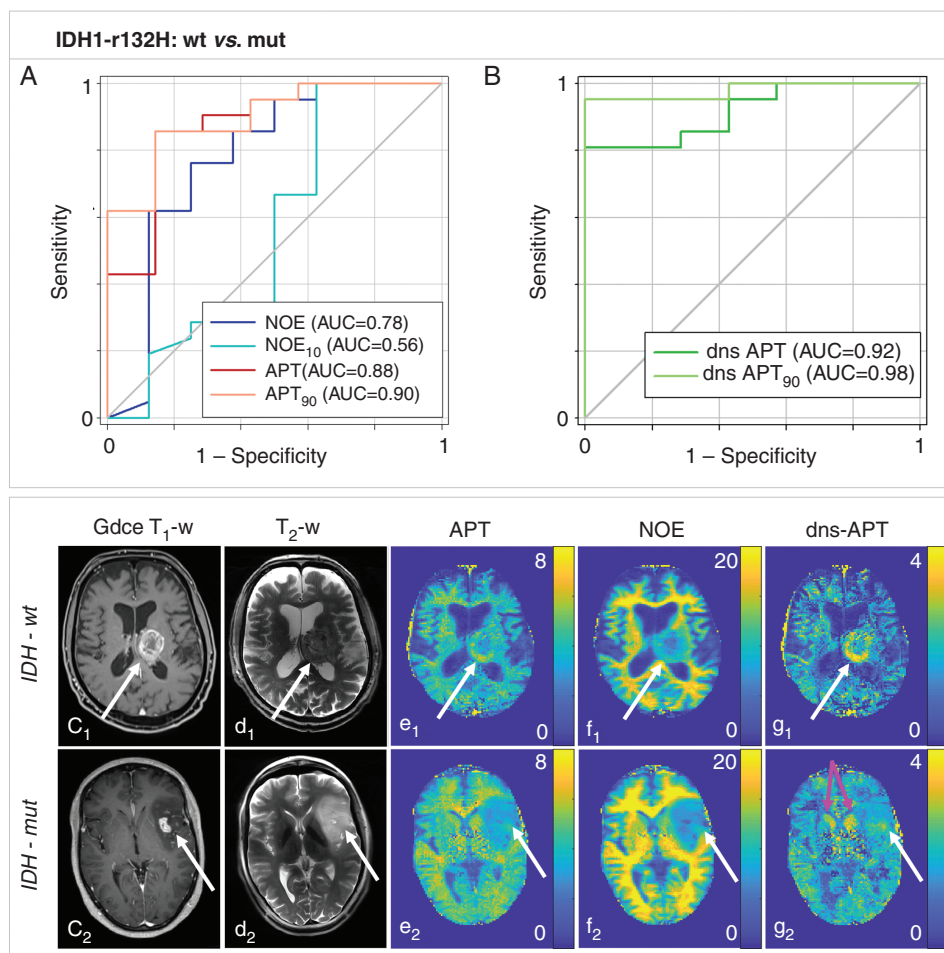 IDH1-r132H: wt vs. mut
A
1
Sensitivity
0
NOE (AUC=0.78)
NOE10 (AUC=0.56)
APT(AUC=0.88)
APT90 (AUC=0.90)
0
1
1 – Specificity
B
1
Sensitivity
0
dns APT (AUC=0.92)
dns APT90 (AUC=0.98)
0
1
1 – Specificity
Gdce T1-w
T2-w
APT
NOE
dns-APT
IDH - wt
C1
d1
8
e1
0
20
f1
0
4
g1
0
IDH - mut
C2
d2
8
e2
0
20
f2
0
4
g2
0